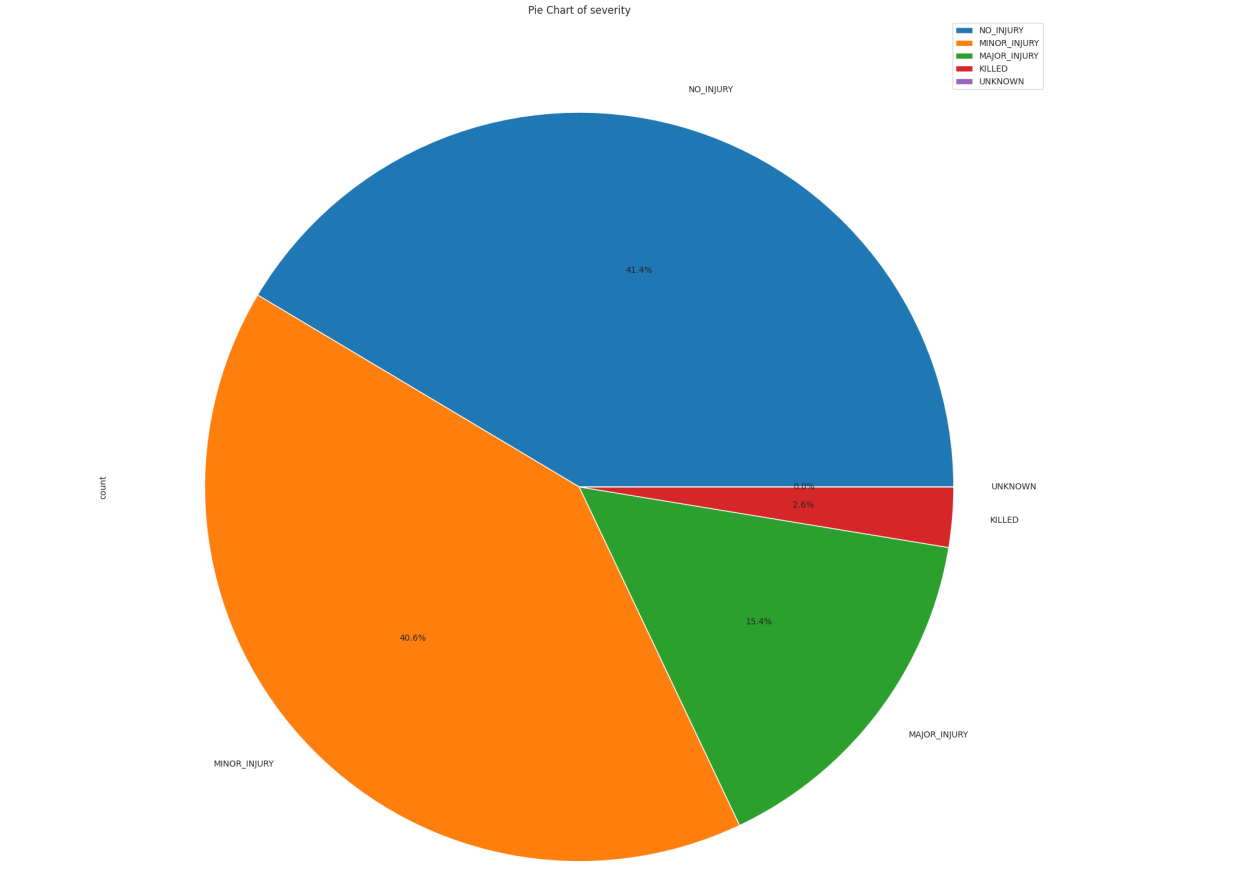 Pie Chart of severity
NO_INJURY
MINOR_INJURY
MAJOR_INJURY
KILLED
UNKNOWN
NO_INJURY
41.4%
count
0.0%
UNKNOWN
2.6%
KILLED
15.4%
40.6%
MAJOR_INJURY
MINOR_INJURY